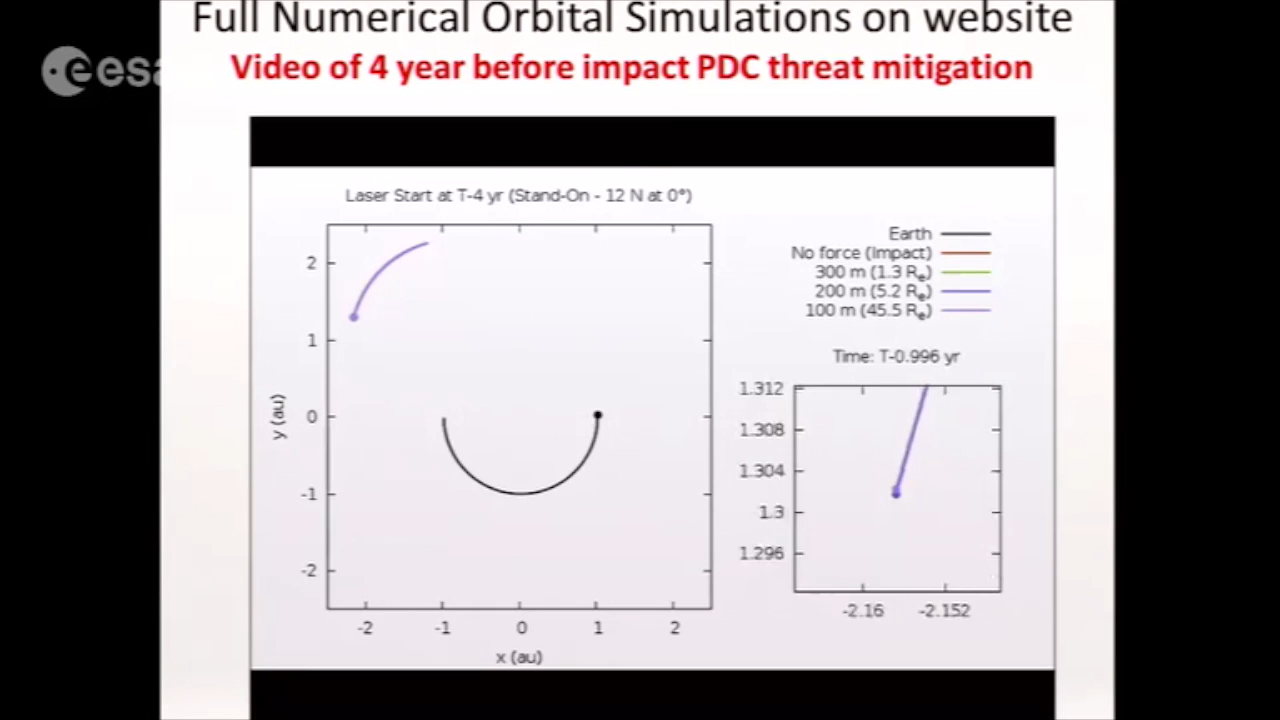 Full Numerical Orbital Simulations on website
Video of 4 year before impact PDC threat mitigation
esa
Laser Start at T-4 yr (Stand-On - 12 N at 0°)
2
1
0
-1
-2
y (au)
-2 -1 0 1 2
x (au)
Earth
No force (Impact)
300 m (1.3 Re)
200 m (5.2 Re)
100 m (45.5 Re)
Time: T-0.996 yr
1.312
1.308
1.304
1.3
1.296
-2.16 -2.152